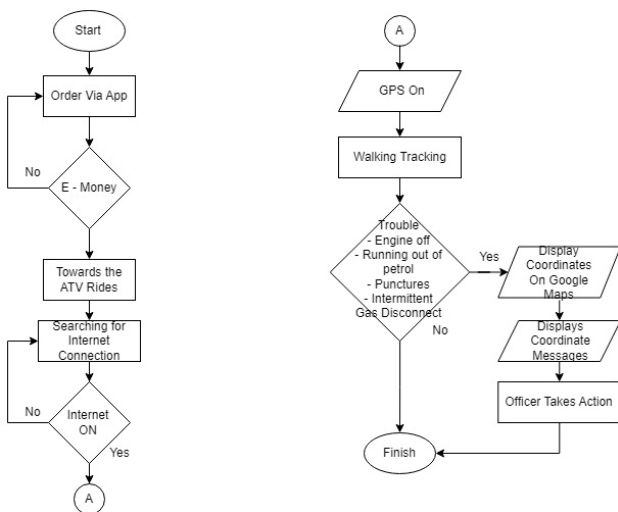 Start
Order Via App
No
E - Money
Towards the
ATV Rides
Searching for
Internet
Connection
No
Internet
ON
Yes
A
A
GPS On
Walking Tracking
Trouble
- Engine off
- Running out of
petrol
- Punctures
- Intermittent
Gas Disconnect
Yes
No
Display
Coordinates
On Google
Maps
Displays
Coordinate
Messages
Officer Takes Action
Finish